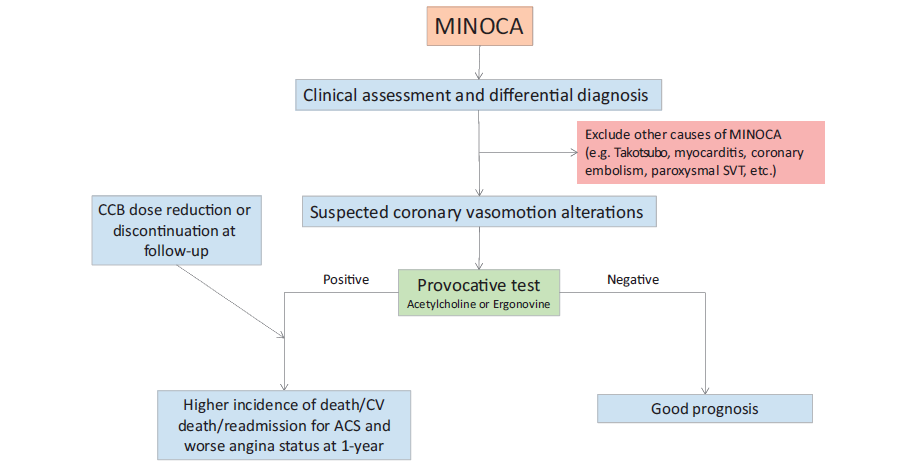 MINOCA
Clinical assessment and differential diagnosis
Exclude other causes of MINOCA
(e.g. Takotsubo, myocarditis, coronary
embolism, paroxysmal SVT, etc.)
Suspected coronary vasomotion alterations
CCB dose reduction or
discontinuation at
follow-up
Positive
Provocative test
Acetylcholine or Ergonovine
Negative
Higher incidence of death/CV
death/readmission for ACS and
worse angina status at 1-year
Good prognosis